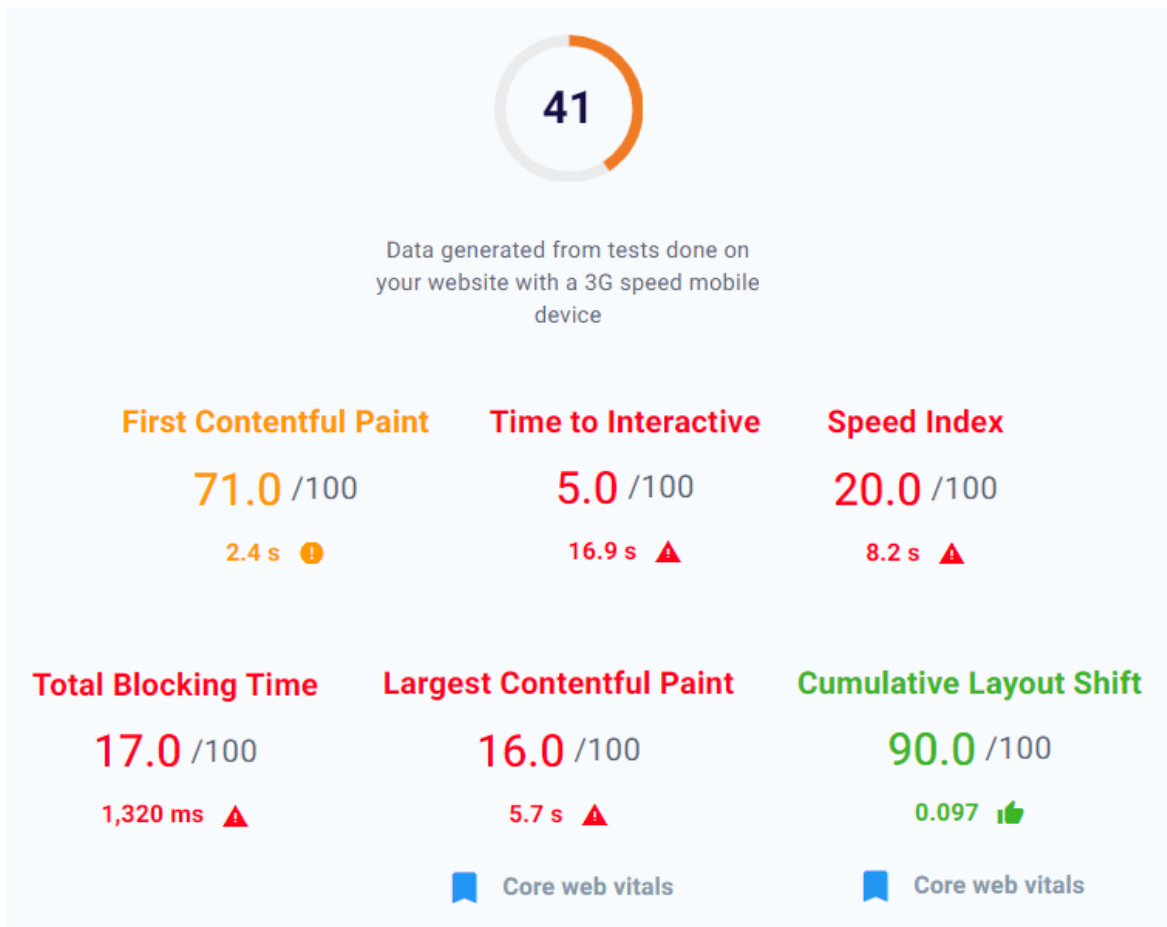 41
Data generated from tests done on
your website with a 3G speed mobile
device
First Contentful Paint
71.0 /100
2.4 s
Time to Interactive
5.0 /100
16.9 s
Speed Index
20.0 /100
8.2 s
Total Blocking Time
17.0 /100
1,320 ms
Largest Contentful Paint
16.0 /100
5.7 s
Core web vitals
Cumulative Layout Shift
90.0 /100
0.097
Core web vitals